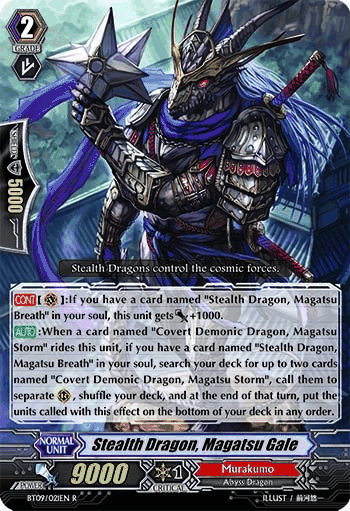 2
GRADE
SHIELD
5000
Stealth Dragons control the cosmic forces.
CONT [ ]:If you have a card named "Stealth Dragon, Magatsu
Breath" in your soul, this unit gets +1000.
AUTO :When a card named "Covert Demonic Dragon, Magatsu
Storm" rides this unit, if you have a card named "Stealth
Dragon, Magatsu Breath" in your soul, search your deck for up to two cards
named "Covert Demonic Dragon, Magatsu Storm", call them to
separate , shuffle your deck, and at the end of that turn, put the
units called with this effect on the bottom of your deck in any order.
NORMAL
UNIT
Stealth Dragon, Magatsu Gale
POWER
9000
1
CRITICAL
Murakumo
Abyss Dragon
BT09/021EN R
ILLUST / 前河悠一